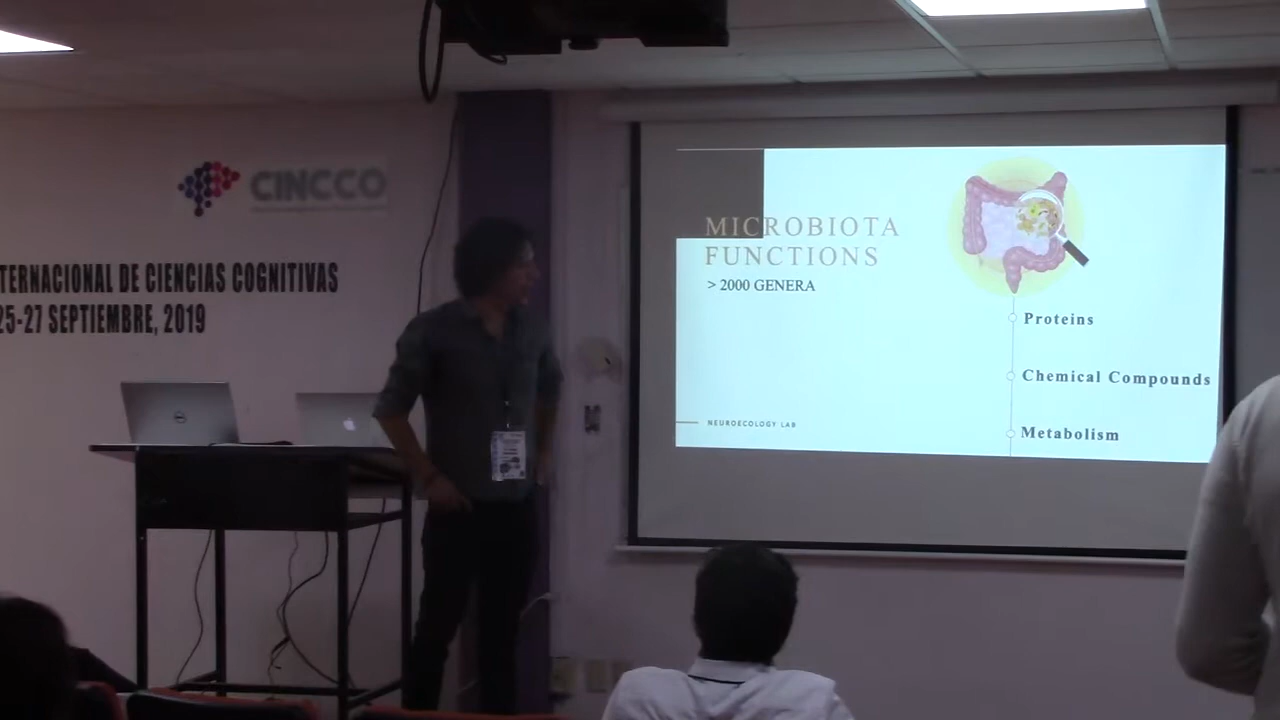 CINCCO
TERNACIONAL DE CIENCIAS COGNITIVAS
25-27 SEPTIEMBRE, 2019
MICROBIOTA
FUNCTIONS
> 2000 GENERA
Proteins
Chemical Compounds
Metabolism
NEUROECOLOGY LAB